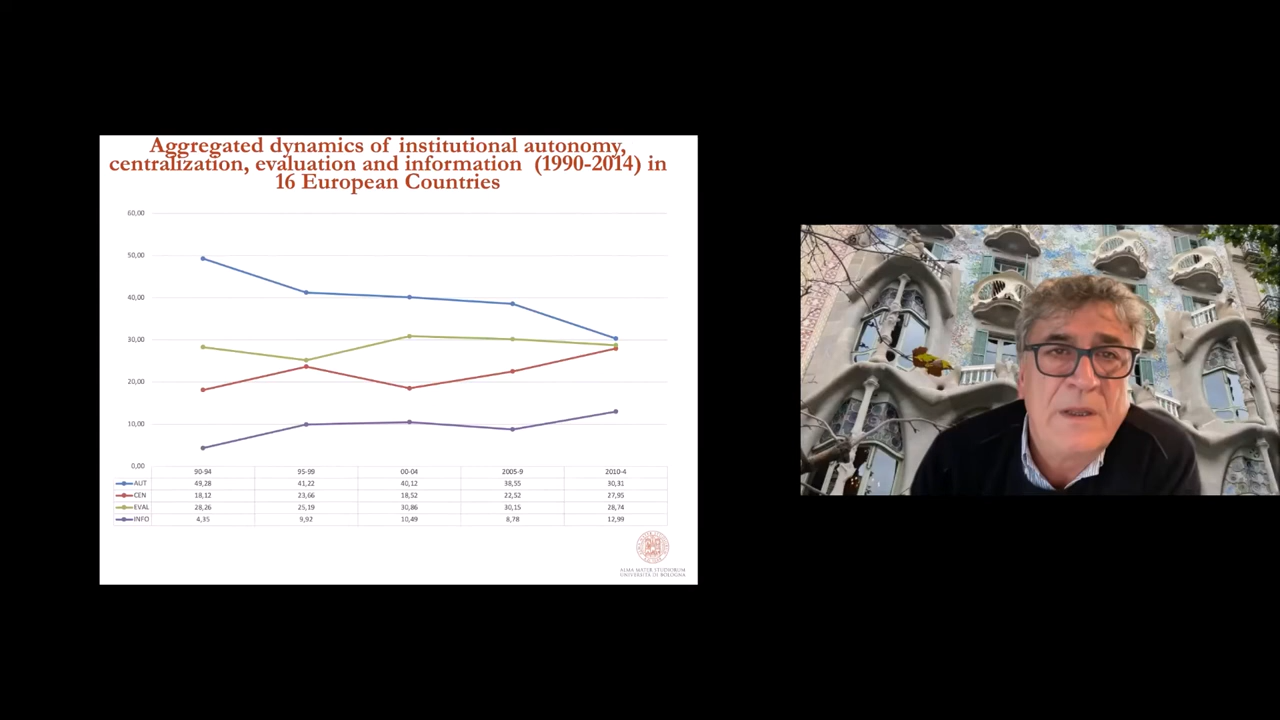 Aggregated dynamics of institutional autonomy,
centralization, evaluation and information (1990-2014) in
16 European Countries
60,00
50,00
40,00
30,00
20,00
10,00
0,00
90-94 95-99 00-04 2005-9 2010-4
AUT 49,28 41,22 40,12 38,55 30,31
CEN 18,12 23,66 18,52 22,52 27,95
EVAL 28,26 25,19 30,86 30,15 28,74
INFO 4,35 9,92 10,49 8,78 12,99
ALMA MATER STUDIORUM
UNIVERSITÀ DI BOLOGNA